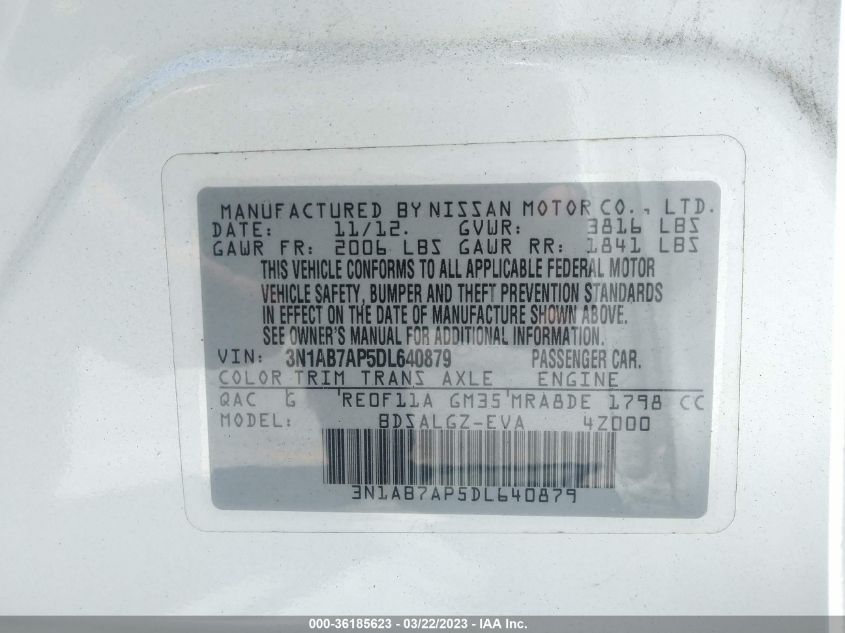 MANUFACTURED BY NISSAN MOTOR CO., LTD.
DATE: 11/12. GVWR: 3816 LBS
GAWR FR: 2006 LBS GAWR RR: 1841 LBS
THIS VEHICLE CONFORMS TO ALL APPLICABLE FEDERAL MOTOR
VEHICLE SAFETY, BUMPER AND THEFT PREVENTION STANDARDS
IN EFFECT ON THE DATE OF MANUFACTURE SHOWN ABOVE.
SEE OWNER'S MANUAL FOR ADDITIONAL INFORMATION.
VIN: 3N1AB7AP5DL640879 PASSENGER CAR.
COLOR TRIM TRANS AXLE ENGINE
QAC G RE0F11A GM35 MRA8DE 1798 CC
MODEL: BDSALGZ-EVA 4Z000
3N1AB7AP5DL640879
000-36185623 - 03/22/2023 - IAA Inc.